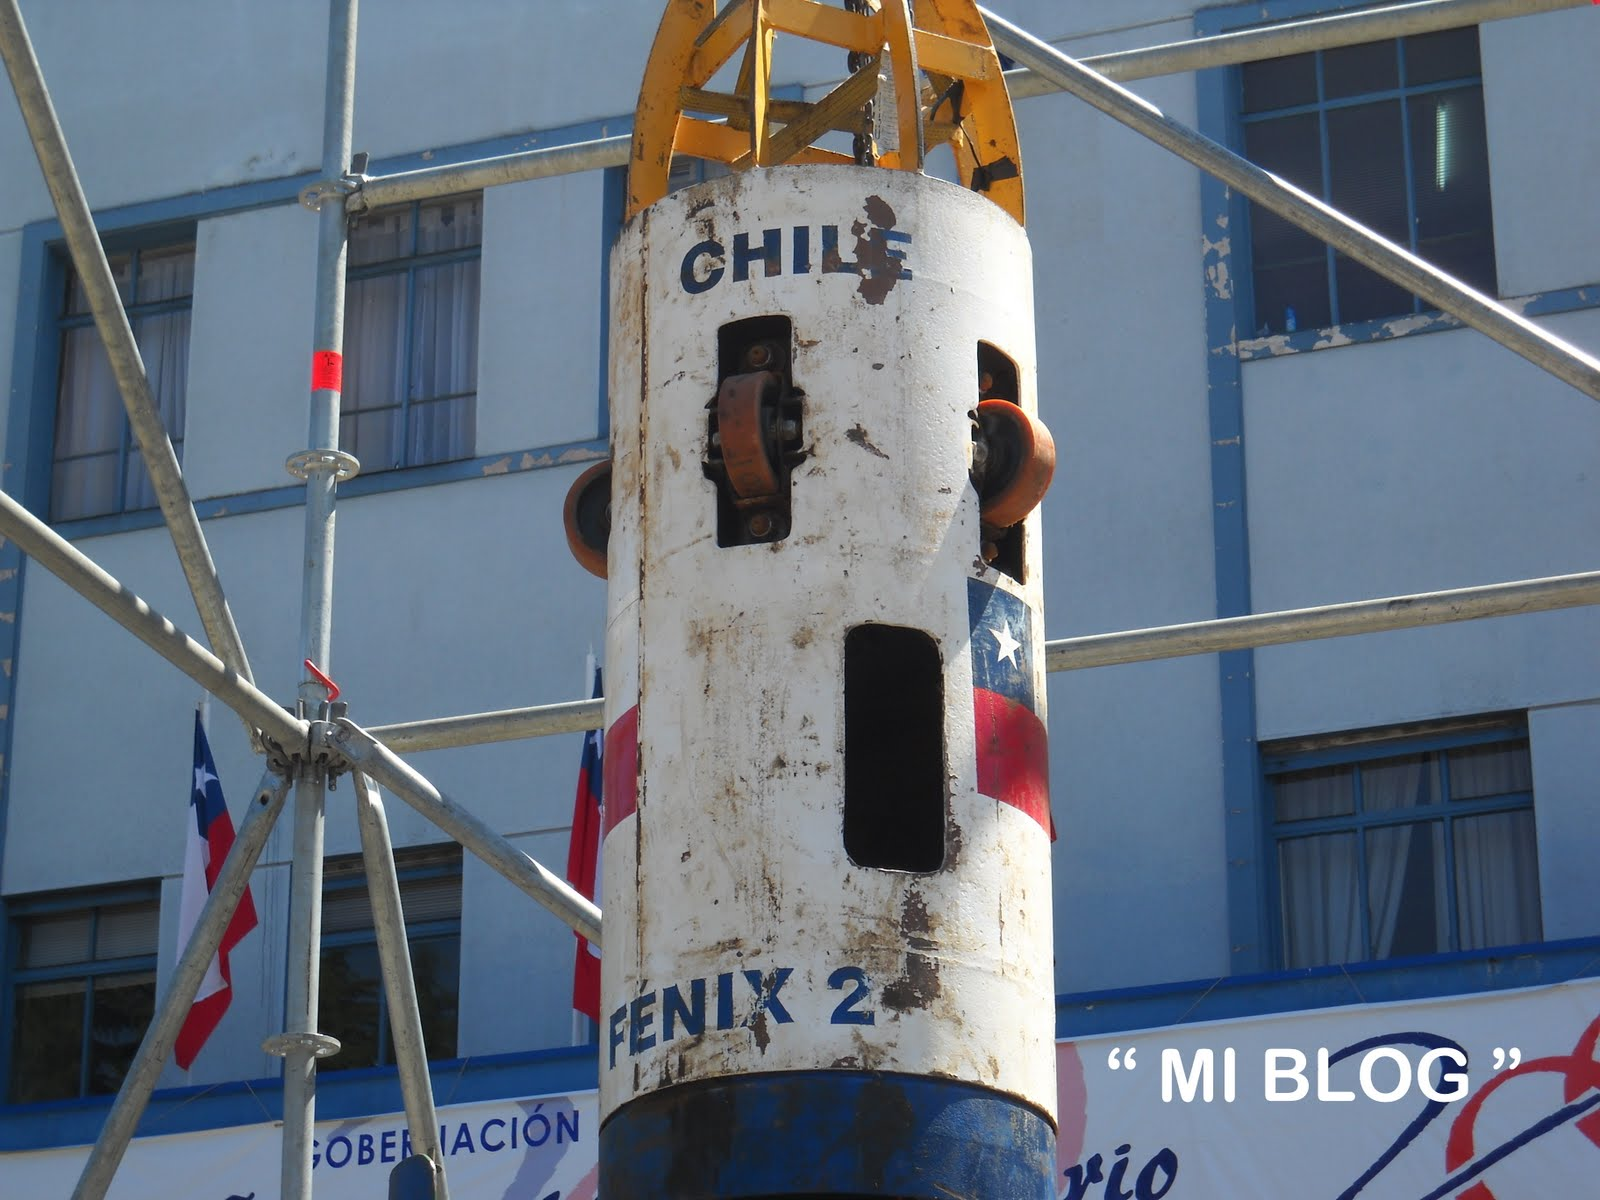 CHILE
FÉNIX 2
“ MI BLOG ”
GOBERNACIÓN